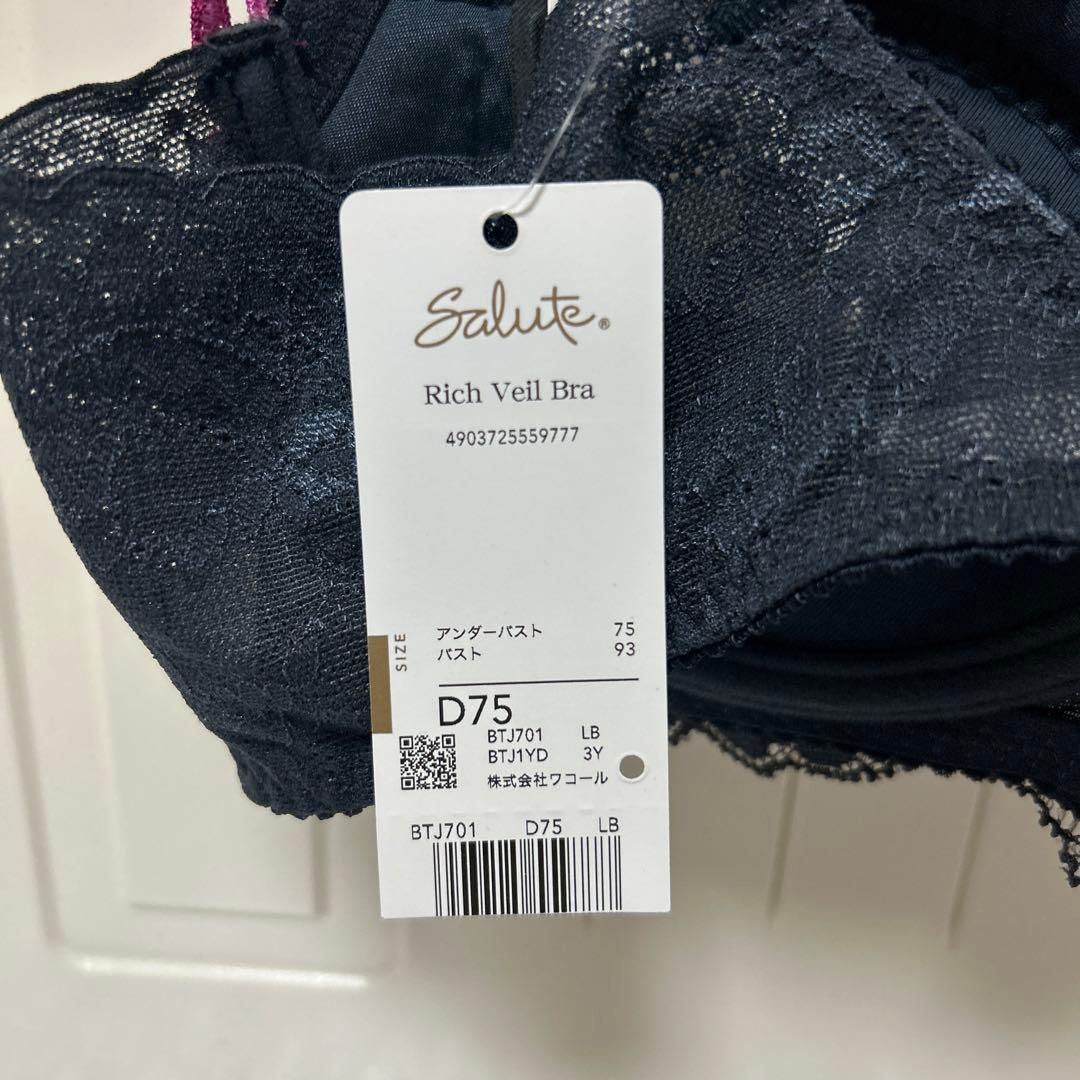 Salute®
Rich Veil Bra
4903725559777
SIZE
アンダーバスト 75
バスト 93
D75
BTJ701 LB
BTJ1YD 3Y
株式会社ワコール
BTJ701 D75 LB